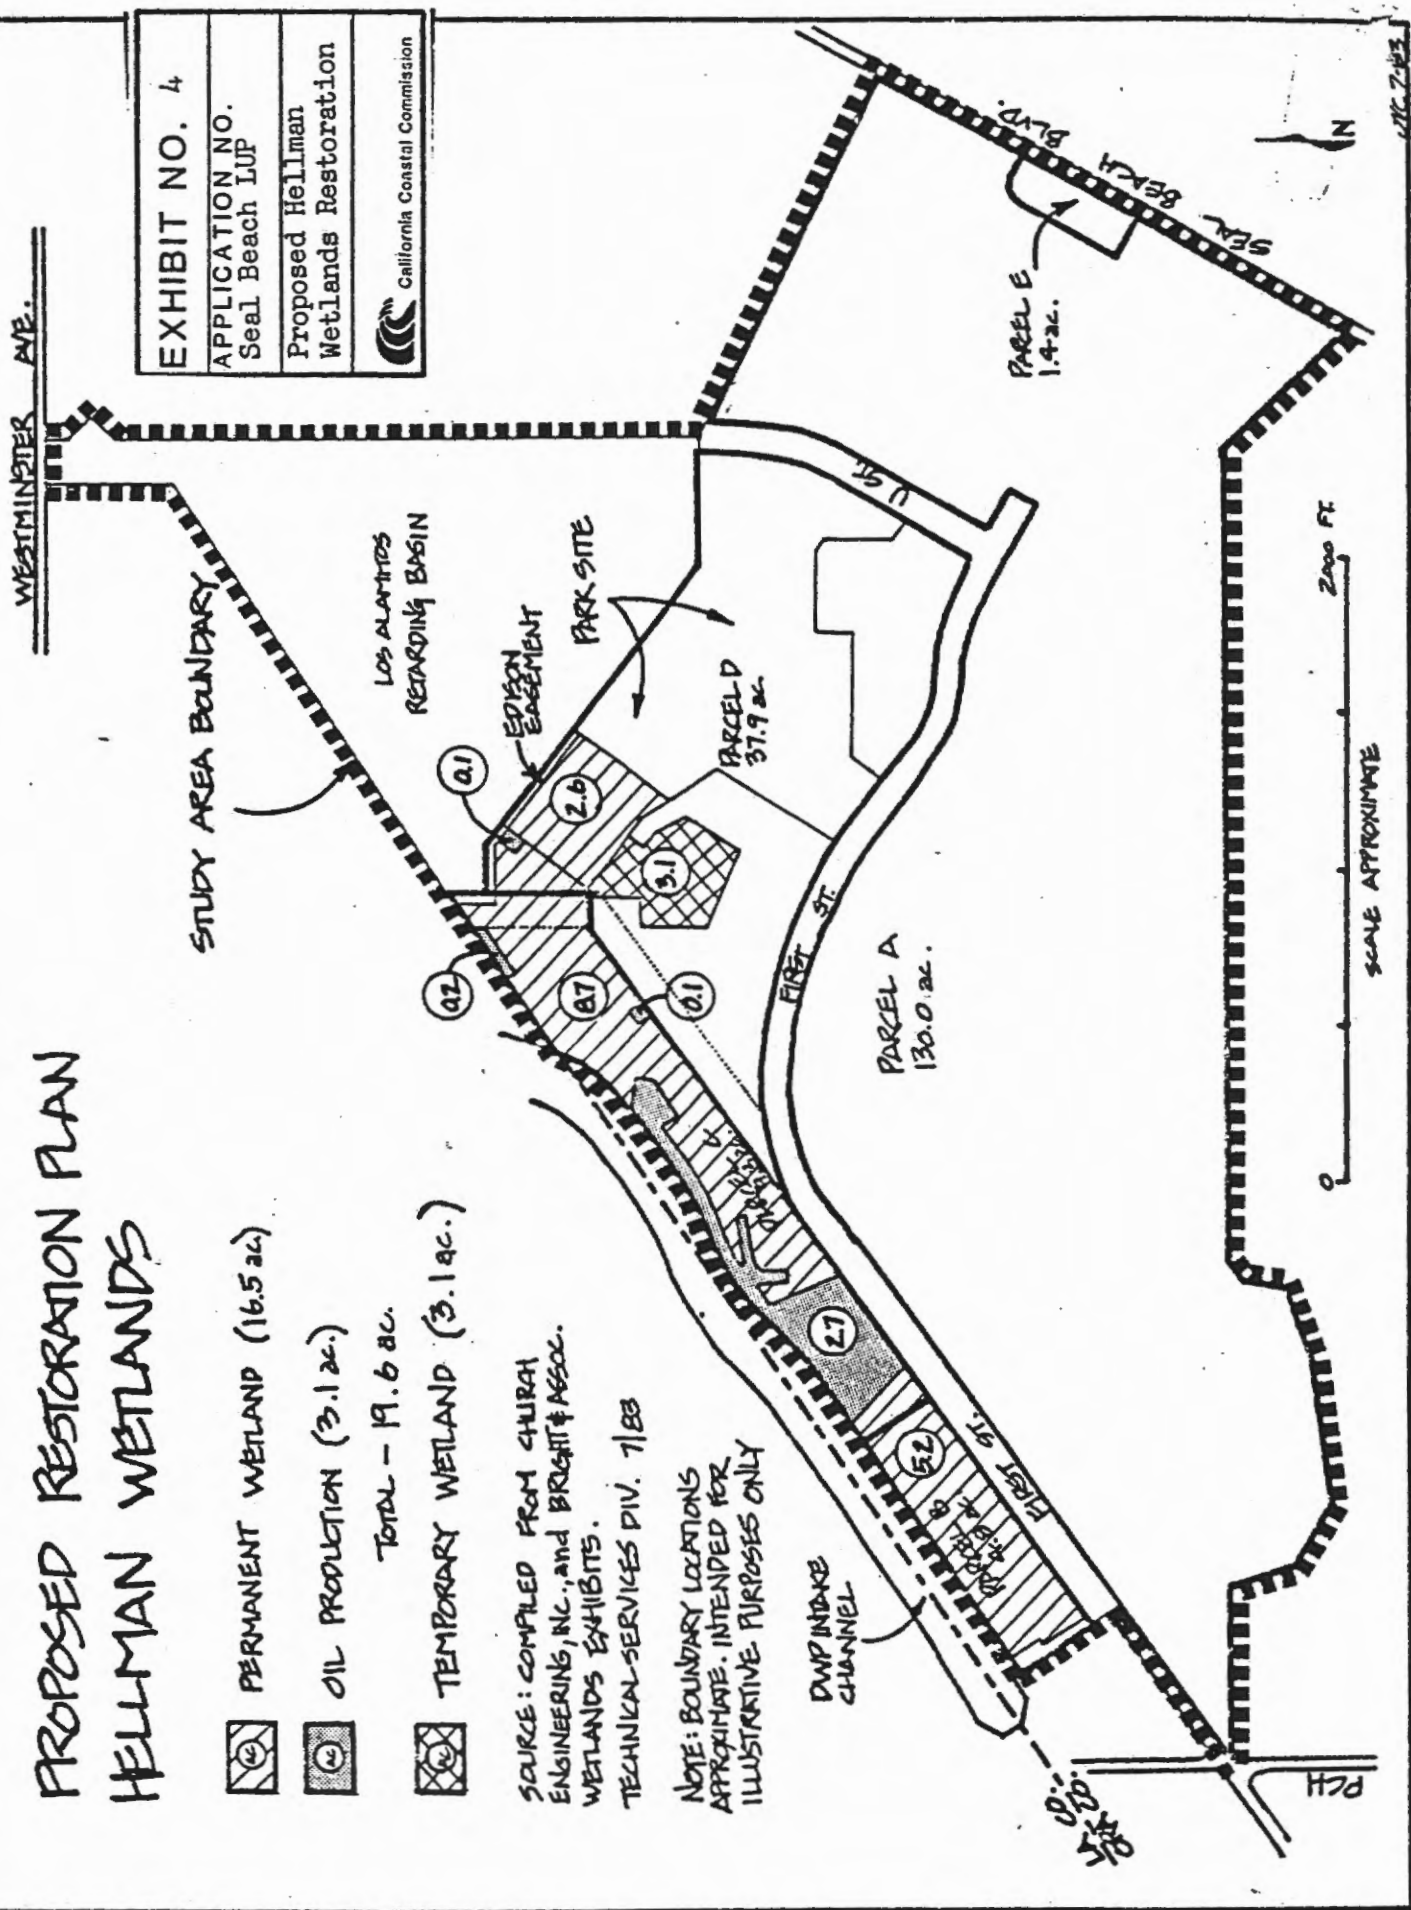 PROPOSED RESTORATION PLAN
HELLMAN WETLANDS
ac
PERMANENT WETLAND (16.5 ac.)
ac
OIL PRODUCTION (3.1 ac.)
TOTAL - 19.6 ac.
ac
TEMPORARY WETLAND (3.1 ac.)
SOURCE: COMPILED FROM
ENGINEERING, INC., and BRIGHT & ASSOC.
WETLANDS EXHIBITS.
TECHNICAL SERVICES DIV. 7/83
NOTE: BOUNDARY LOCATIONS
APPROXIMATE. INTENDED FOR
ILLUSTRATIVE PURPOSES ONLY
EXHIBIT NO. 4
APPLICATION NO.
Seal Beach LUP
Proposed Hellman
Wetlands Restoration
California Coastal Commission
WESTMINSTER AVE.
STUDY AREA BOUNDARY
LOS ALAMITOS
RETARDING BASIN
EDISON
EASEMENT
PARK SITE
0.1
2.6
0.2
3.1
8.7
0.1
PARCEL D
37.9 ac.
U ST.
PARCEL E
1.4 ac.
SEAL BEACH BLVD.
FIRST ST.
PARCEL A
130.0 ac.
2.7
5.2
PARCEL B
FIRST ST.
DWP INTAKE
CHANNEL
PCH
0
2000 FT.
SCALE APPROXIMATE
N